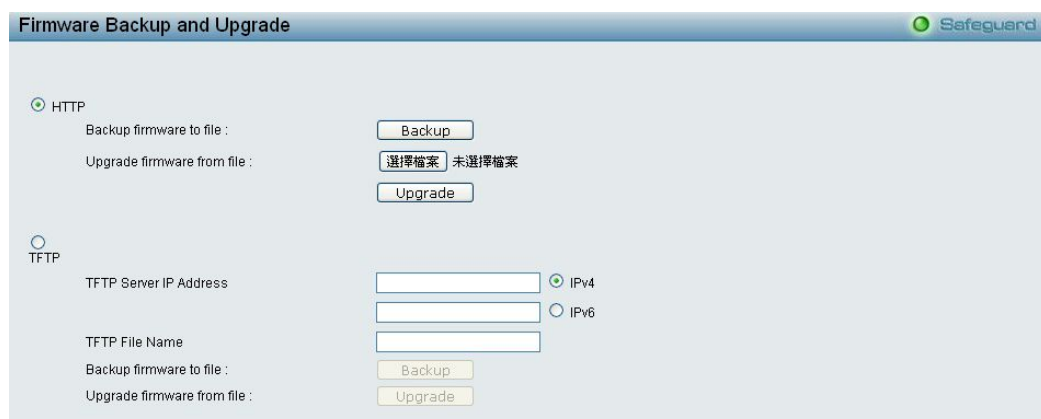 Firmware Backup and Upgrade Safeguard
HTTP
Backup firmware to file : Backup
Upgrade firmware from file : 選擇檔案 未選擇檔案
Upgrade
TFTP
TFTP Server IP Address IPv4
IPv6
TFTP File Name
Backup firmware to file : Backup
Upgrade firmware from file : Upgrade